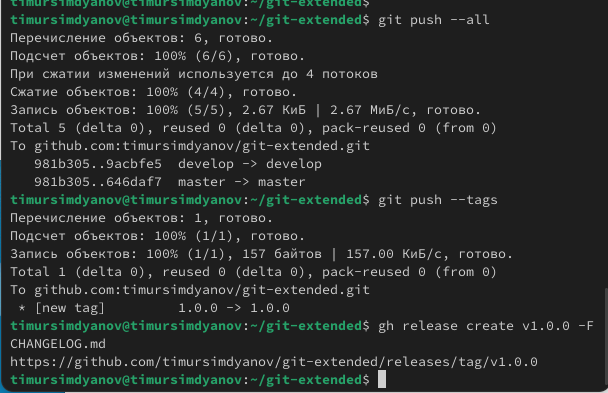 timursimdyanov@timursimdyanov:~/git-extended$
timursimdyanov@timursimdyanov:~/git-extended$ git push --all
Перечисление объектов: 6, готово.
Подсчет объектов: 100% (6/6), готово.
При сжатии изменений используется до 4 потоков
Сжатие объектов: 100% (4/4), готово.
Запись объектов: 100% (5/5), 2.67 КиБ | 2.67 МиБ/с, готово.
Total 5 (delta 0), reused 0 (delta 0), pack-reused 0 (from 0)
To github.com:timursimdyanov/git-extended.git
   981b305..9acbfe5  develop -> develop
   981b305..646daf7  master -> master
timursimdyanov@timursimdyanov:~/git-extended$ git push --tags
Перечисление объектов: 1, готово.
Подсчет объектов: 100% (1/1), готово.
Запись объектов: 100% (1/1), 157 байтов | 157.00 КиБ/с, готово.
Total 1 (delta 0), reused 0 (delta 0), pack-reused 0 (from 0)
To github.com:timursimdyanov/git-extended.git
 * [new tag]         1.0.0 -> 1.0.0
timursimdyanov@timursimdyanov:~/git-extended$ gh release create v1.0.0 -F
CHANGELOG.md
https://github.com/timursimdyanov/git-extended/releases/tag/v1.0.0
timursimdyanov@timursimdyanov:~/git-extended$